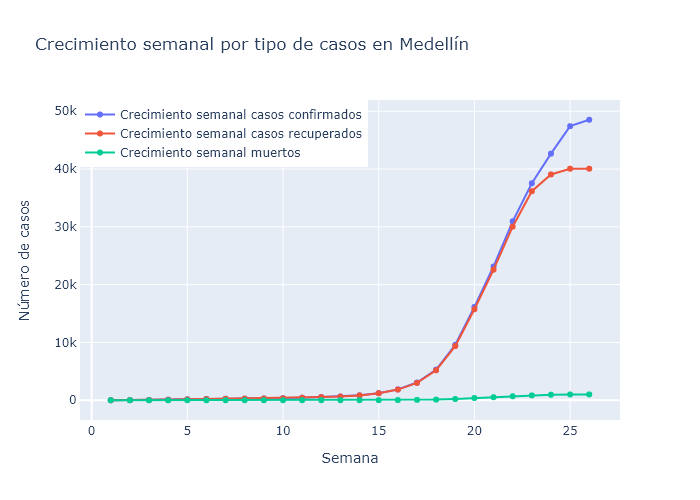 Crecimiento semanal por tipo de casos en Medellín
Crecimiento semanal casos confirmados
Crecimiento semanal casos recuperados
Crecimiento semanal muertos
50k
40k
30k
20k
10k
0
Número de casos
0 5 10 15 20 25
Semana